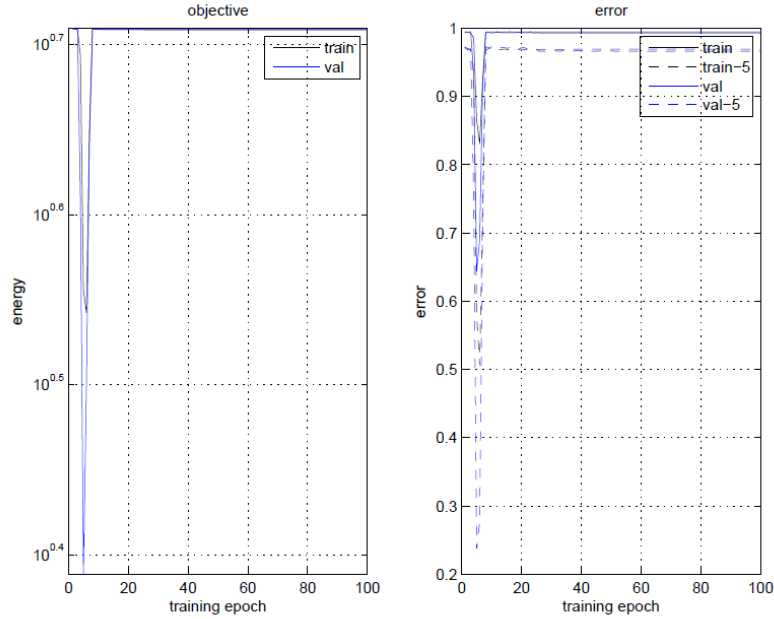 objective
energy
10^0.7
10^0.6
10^0.5
10^0.4
train
val
0 20 40 60 80 100
training epoch
error
error
1
0.9
0.8
0.7
0.6
0.5
0.4
0.3
0.2
train
train−5
val
val−5
0 20 40 60 80 100
training epoch